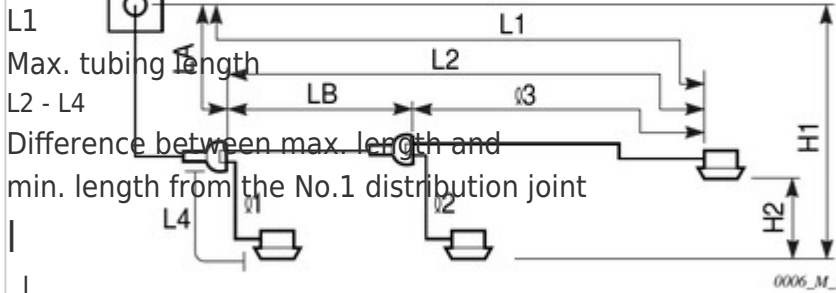 L1
L1
Max. tubing length
LA
L2
L2 - L4
LB
ℓ3
Difference between max. length and
H1
min. length from the No.1 distribution joint
ℓ1
ℓ2
L4
H2
l
L
0006_M_